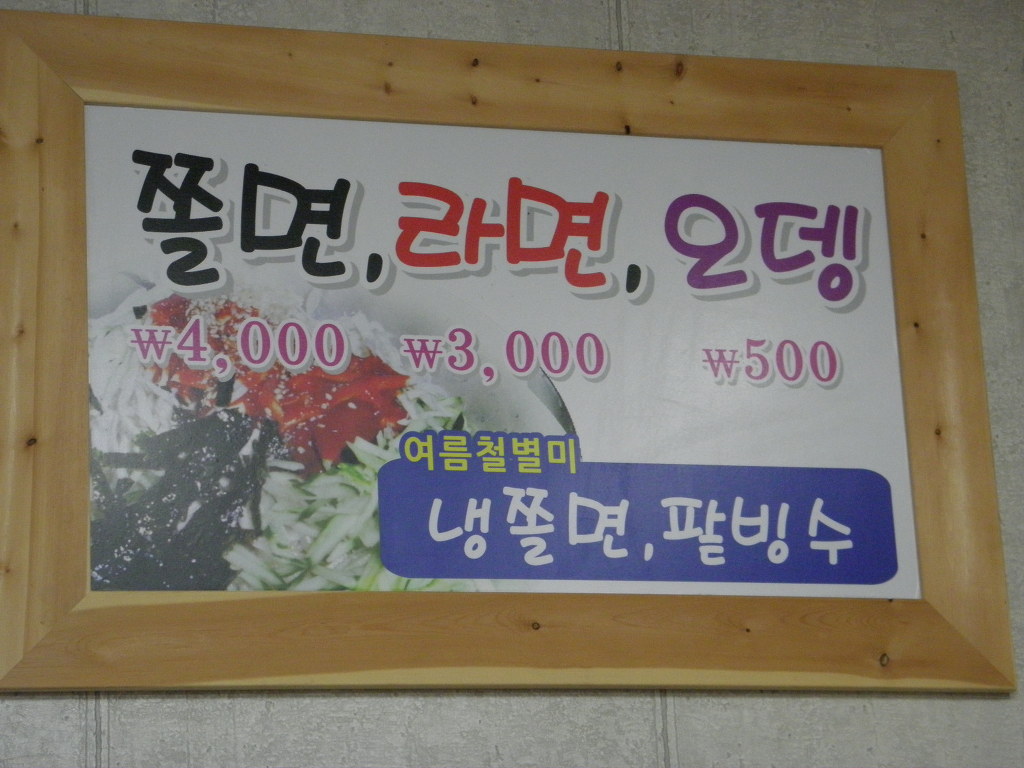 쫄면, 라면, 오뎅
₩4,000 ₩3,000 ₩500
여름철별미
냉쫄면, 팥빙수